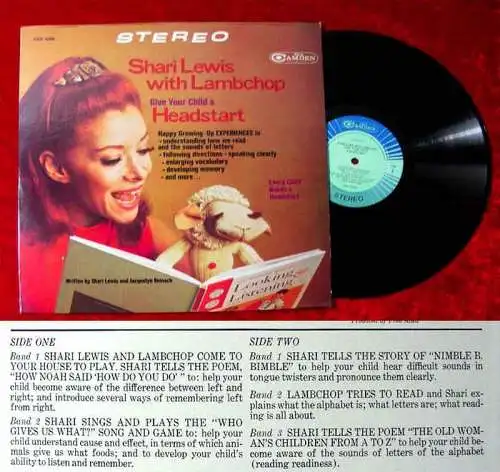 STEREO
CAMDEN
Shari Lewis
with Lambchop
Give Your Child a
Headstart
Happy Growing-Up EXPERIENCES in
- understanding how we read
and the sounds of letters
- following directions - speaking clearly
- enlarging vocabulary
- developing memory
- and more...
Every Child
Needs a
Headstart
Looking
Listening
Written by Shari Lewis and Jacquelyn Reinach
STEREO
SIDE ONE
Band 1 SHARI LEWIS AND LAMBCHOP COME TO
YOUR HOUSE TO PLAY. SHARI TELLS THE POEM,
"HOW NOAH SAID 'HOW DO YOU DO' " to: help your
child become aware of the difference between left and
right; and introduce several ways of remembering left
from right.
Band 2 SHARI SINGS AND PLAYS THE "WHO
GIVES US WHAT?" SONG AND GAME to: help your
child understand cause and effect, in terms of which ani-
mals give us what foods; and to develop your child's
ability to listen and remember.
SIDE TWO
Band 1 SHARI TELLS THE STORY OF "NIMBLE B.
BIMBLE" to help your child hear difficult sounds in
tongue twisters and pronounce them clearly.
Band 2 LAMBCHOP TRIES TO READ and Shari ex-
plains what the alphabet is; what letters are; what read-
ing is all about.
Band 3 SHARI TELLS THE POEM "THE OLD WOM-
AN'S CHILDREN FROM A TO Z" to help your child be-
come aware of the sounds of letters of the alphabet
(reading readiness).